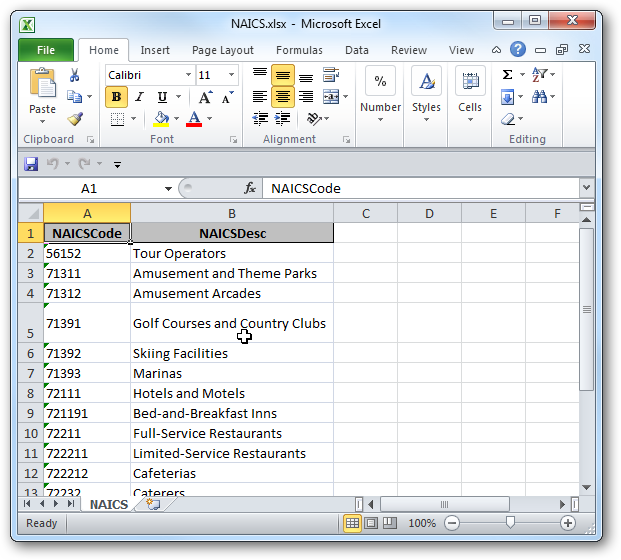 NAICS.xlsx - Microsoft Excel
File Home Insert Page Layout Formulas Data Review View
Calibri 11
Paste
B I U A A
A
%
Number
A
Styles
Cells
Σ
Clipboard Font Alignment Editing
A1 fx NAICSCode
A B C D E F
1 NAICSCode NAICSDesc
2 56152 Tour Operators
3 71311 Amusement and Theme Parks
4 71312 Amusement Arcades
5 71391 Golf Courses and Country Clubs
6 71392 Skiing Facilities
7 71393 Marinas
8 72111 Hotels and Motels
9 721191 Bed-and-Breakfast Inns
10 72211 Full-Service Restaurants
11 722211 Limited-Service Restaurants
12 722212 Cafeterias
13 72232 Caterers
NAICS
Ready 100%